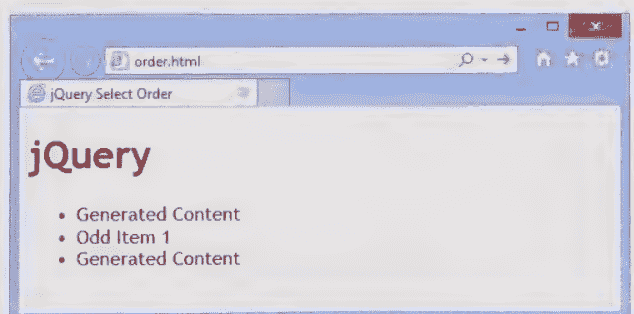 order.html
jQuery Select Order
jQuery
• Generated Content
• Odd Item 1
• Generated Content